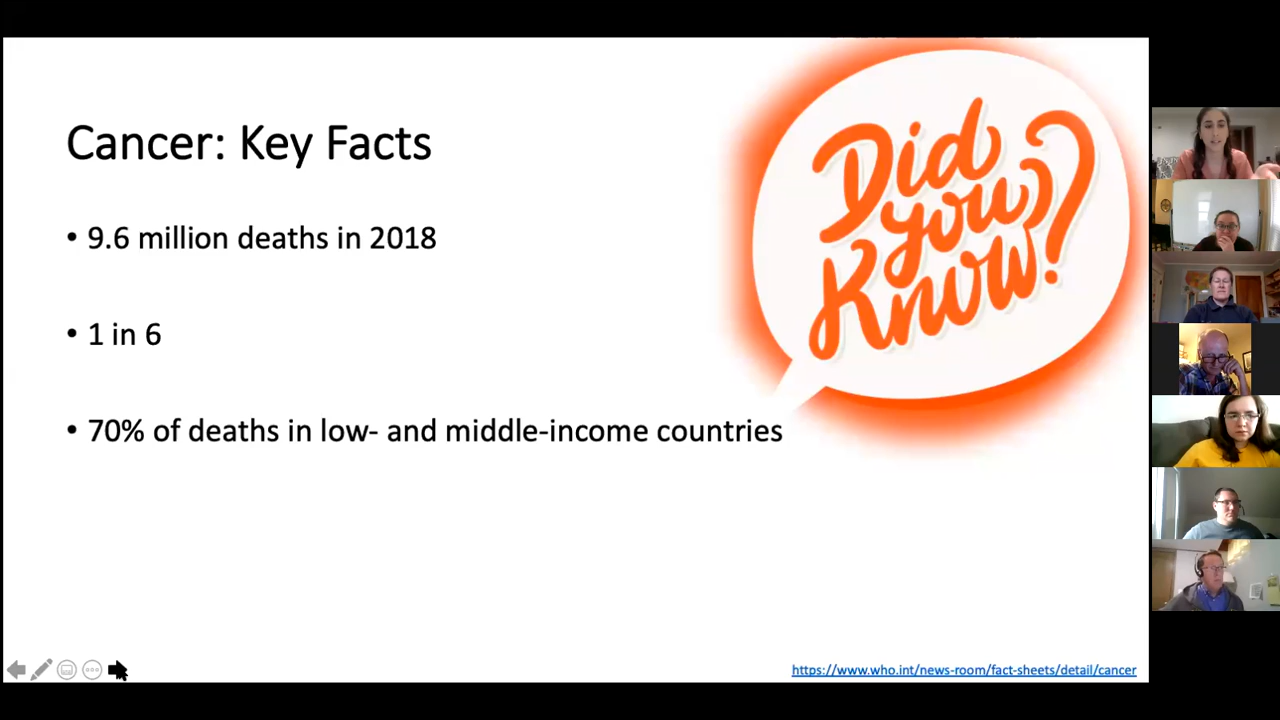 Cancer: Key Facts
• 9.6 million deaths in 2018
• 1 in 6
• 70% of deaths in low- and middle-income countries
Did
you
Know?
https://www.who.int/news-room/fact-sheets/detail/cancer